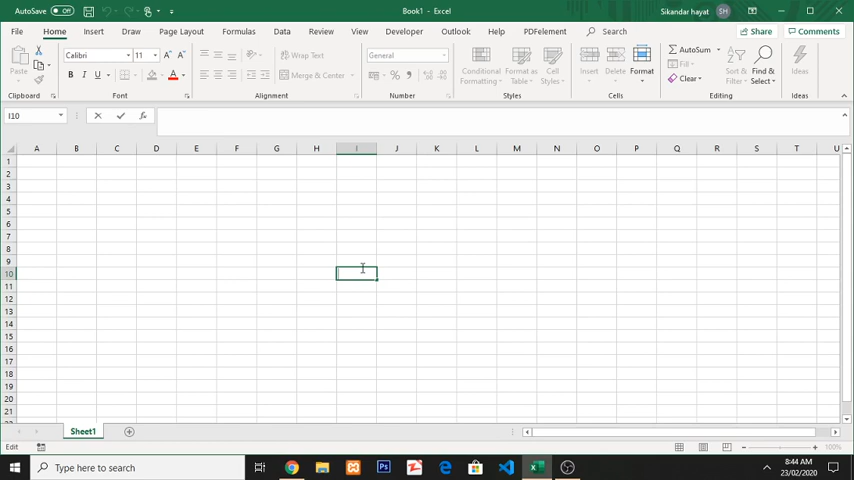 AutoSave Off Book1 - Excel Sikandar hayat SH
File Home Insert Draw Page Layout Formulas Data Review View Developer Outlook Help PDFelement Search Share Comments
Calibri 11 A A Wrap Text General AutoSum
Paste B I U A Merge & Center % Conditional Formatting Format as Table Cell Styles Insert Delete Format Fill Clear Sort & Filter Find & Select Ideas
Clipboard Font Alignment Number Styles Cells Editing Ideas
I10 fx
A B C D E F G H I J K L M N O P Q R S T U
1
2
3
4
5
6
7
8
9
10
11
12
13
14
15
16
17
18
19
20
21
Sheet1
Edit 100%
Type here to search Ps 8:44 AM
23/02/2020